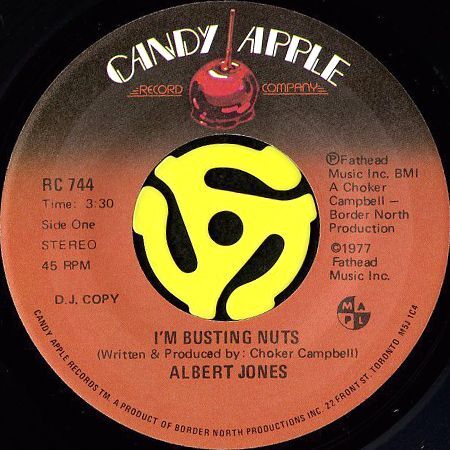 CANDY APPLE
RECORD COMPANY
RC 744
Time: 3:30
Side One
STEREO
45 RPM
D.J. COPY
ⓅFathead
Music Inc. BMI
A Choker
Campbell –
Border North
Production
©1977
Fathead
Music Inc.
M A P L
I'M BUSTING NUTS
(Written & Produced by: Choker Campbell)
ALBERT JONES
CANDY APPLE RECORDS TM. A PRODUCT OF BORDER NORTH PRODUCTIONS INC. 22 FRONT ST. TORONTO M5J 1C4